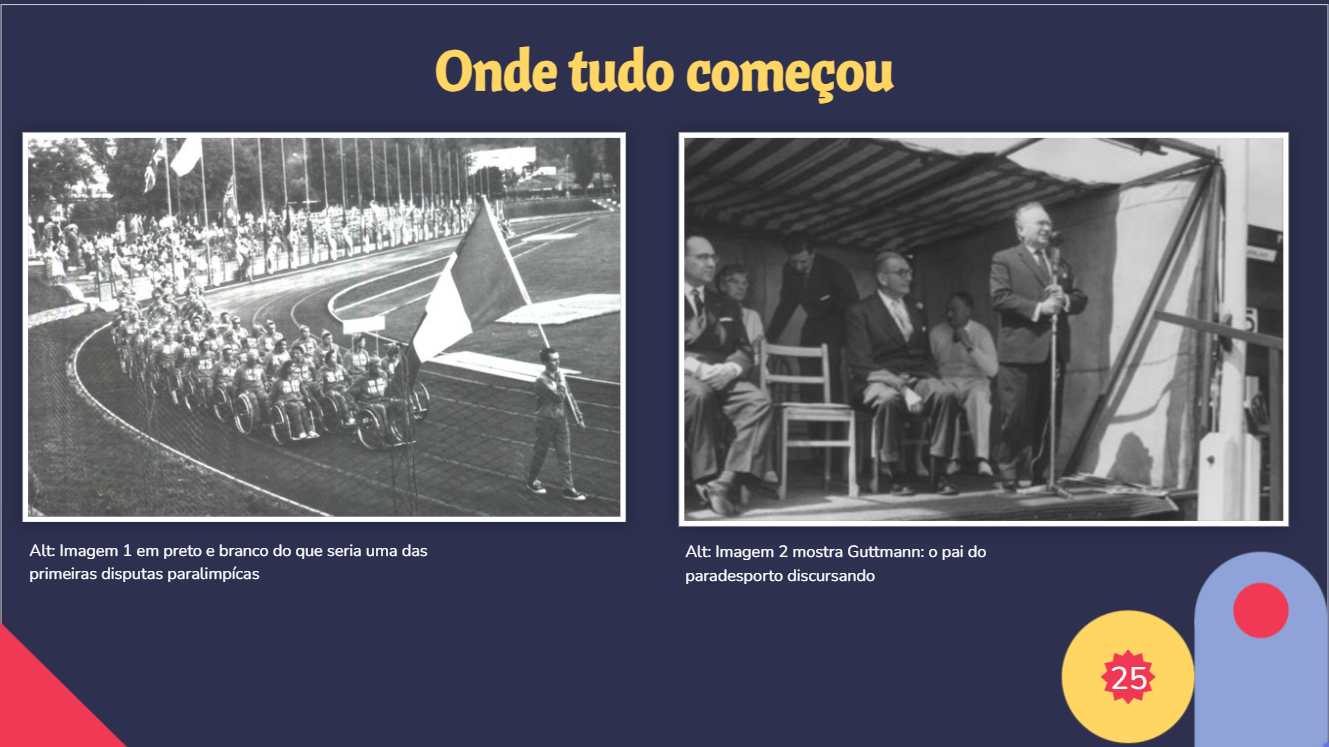 Onde tudo começou
Alt: Imagem 1 em preto e branco do que seria uma das
primeiras disputas paralimpícas
Alt: Imagem 2 mostra Guttmann: o pai do
paradesporto discursando
25